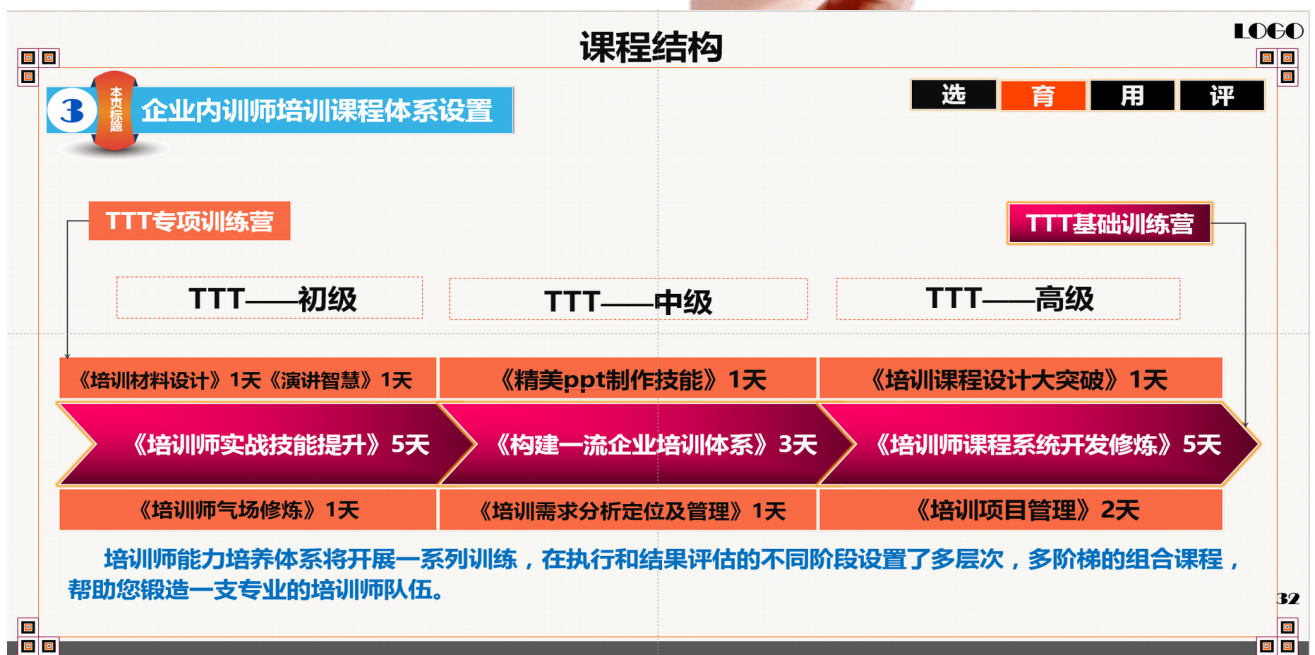 课程结构
LOGO
3
本页标题
企业内训师培训课程体系设置
选 育 用 评
TTT专项训练营
TTT基础训练营
TTT——初级
TTT——中级
TTT——高级
《培训材料设计》1天《演讲智慧》1天
《精美ppt制作技能》1天
《培训课程设计大突破》1天
《培训师实战技能提升》5天
《构建一流企业培训体系》3天
《培训师课程系统开发修炼》5天
《培训师气场修炼》1天
《培训需求分析定位及管理》1天
《培训项目管理》2天
培训师能力培养体系将开展一系列训练，在执行和结果评估的不同阶段设置了多层次，多阶梯的组合课程，
帮助您锻造一支专业的培训师队伍。
32